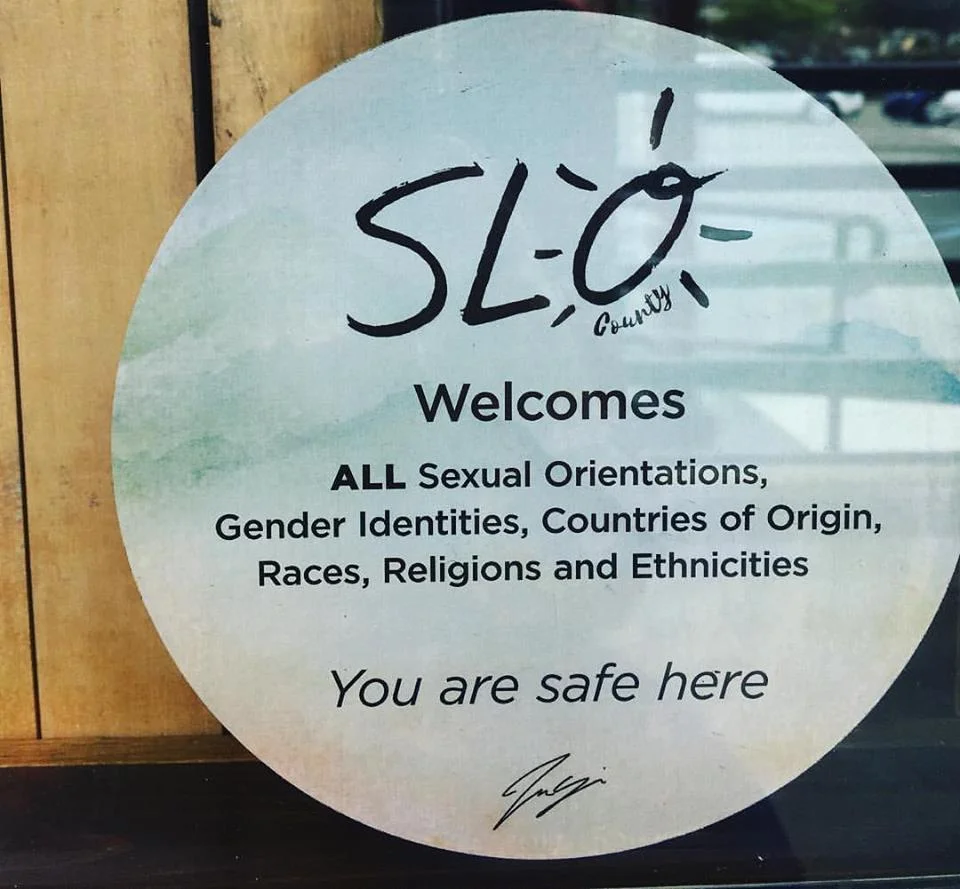 SLO
County
Welcomes
ALL Sexual Orientations,
Gender Identities, Countries of Origin,
Races, Religions and Ethnicities
You are safe here